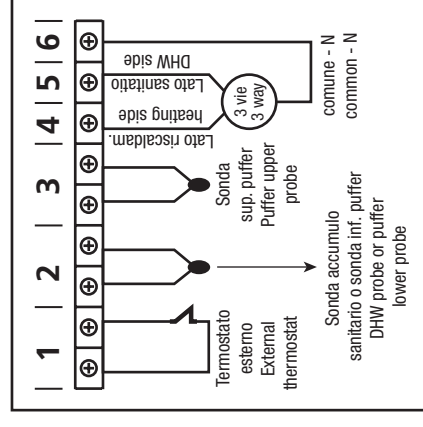 1 2 3 4 5 6
Termostato
esterno
External
thermostat
Sonda accumulo
sanitario o sonda inf. puffer
DHW probe or puffer
lower probe
Sonda
sup. puffer
Puffer upper
probe
Lato riscaldam.
heating side
Lato sanitatio
DHW side
3 vie
3 way
comune - N
common - N